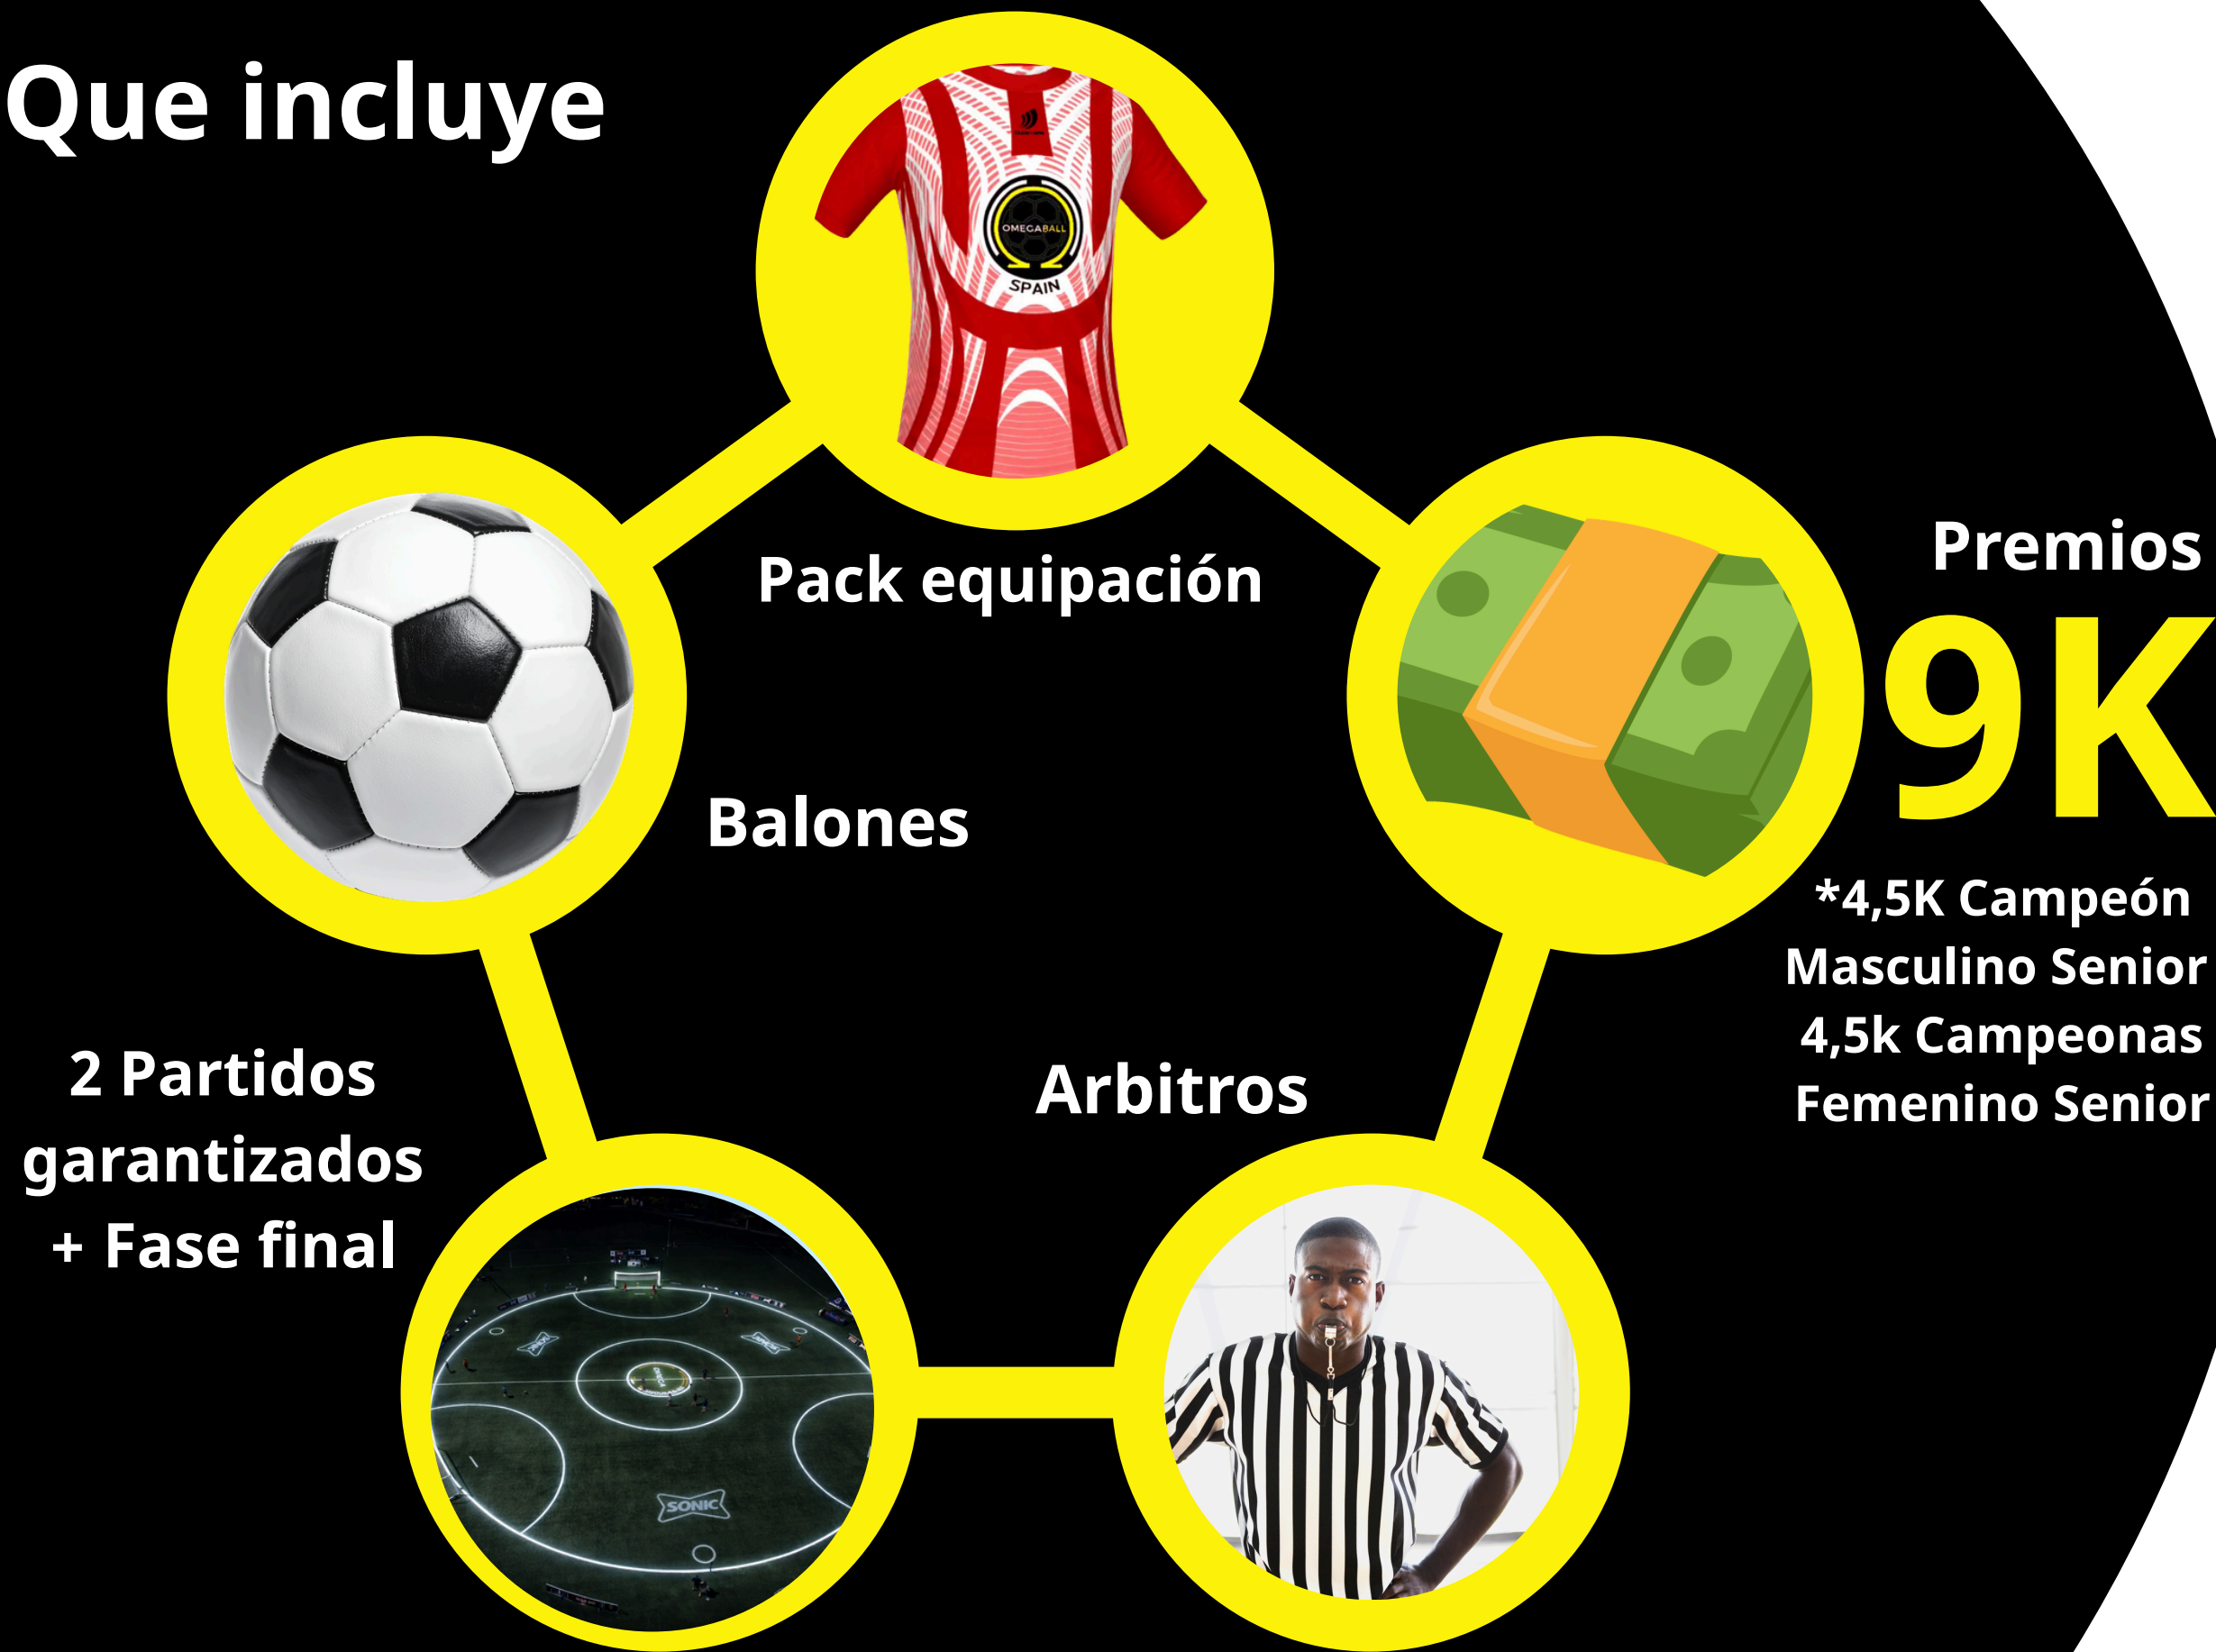 Que incluye
OMEGABALL
SPAIN
Pack equipación
Premios
9K
Balones
*4,5K Campeón
Masculino Senior
4,5k Campeonas
Femenino Senior
2 Partidos
garantizados
+ Fase final
Arbitros
SONIC